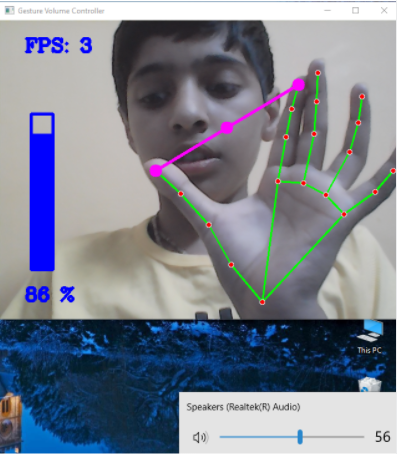 Gesture Volume Controller
FPS: 3
86 %
This PC
Speakers (Realtek(R) Audio)
56